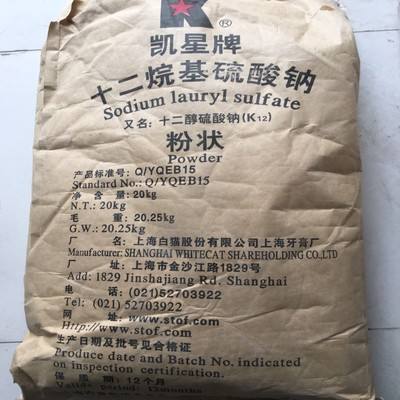 K®
凯星牌
十二烷基硫酸钠
Sodium lauryl sulfate
又名：十二醇硫酸钠(K₁₂)
粉状
Powder
产品标准号：Q/YQEB15
Standard No.：Q/YQEB15
净 含 量：20kg
N.T.：20kg
毛 重：20.25kg
G.W.：20.25kg
厂 名：上海白猫股份有限公司上海牙膏厂
Manufacturer: SHANGHAI WHITECAT SHAREHOLDING CO.,LTD
厂 址：上海市金沙江路1829号
Add: 1829 Jinshajiang Rd. Shanghai
电 话：(021)52703922
Tel: (021) 52703922
网 址：www.stof.com
Http://www.stof.com
生产日期及批号见合格证
Produce date and Batch No. indicated
on inspection certification.
保 质 期：12个月
Valide period: 12months